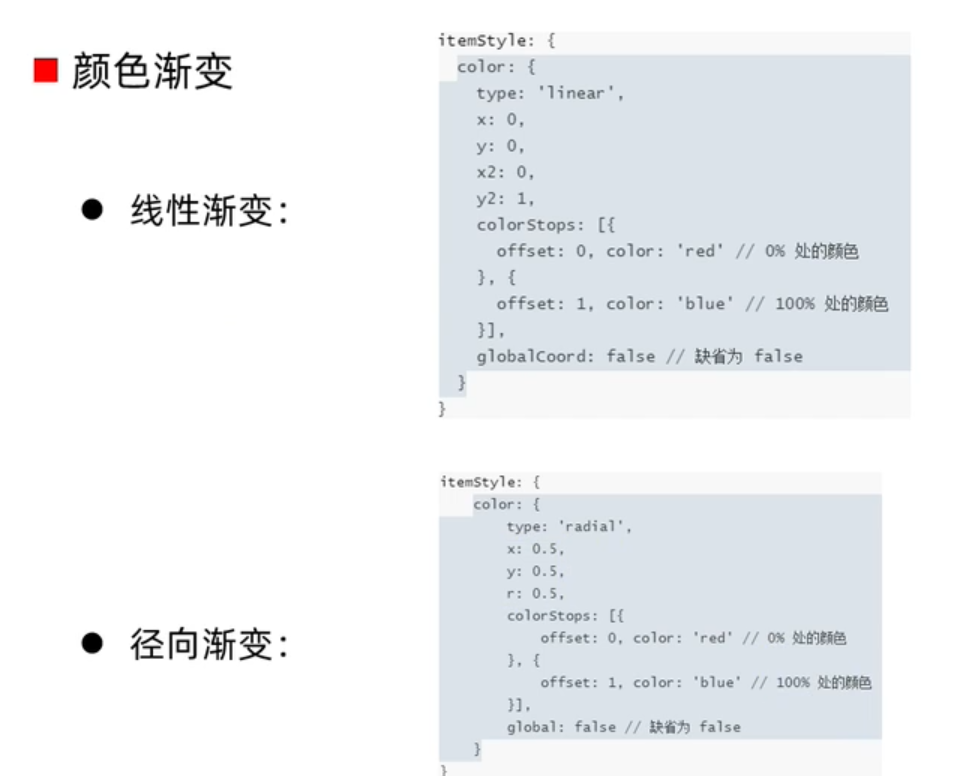 颜色渐变
线性渐变：
itemStyle: {
  color: {
    type: 'linear',
    x: 0,
    y: 0,
    x2: 0,
    y2: 1,
    colorStops: [{
      offset: 0, color: 'red' // 0% 处的颜色
    }, {
      offset: 1, color: 'blue' // 100% 处的颜色
    }],
    globalCoord: false // 缺省为 false
  }
}
径向渐变：
itemStyle: {
    color: {
        type: 'radial',
        x: 0.5,
        y: 0.5,
        r: 0.5,
        colorStops: [{
            offset: 0, color: 'red' // 0% 处的颜色
        }, {
            offset: 1, color: 'blue' // 100% 处的颜色
        }],
        global: false // 缺省为 false
    }
}